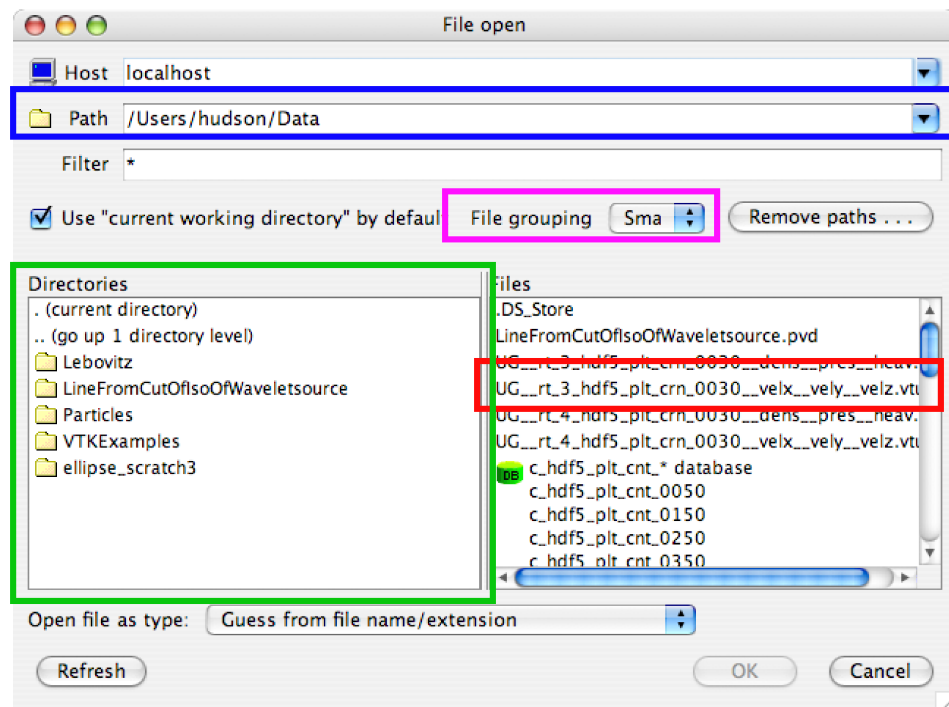 File open
Host localhost
Path /Users/hudson/Data
Filter *
Use "current working directory" by defaul File grouping Sma Remove paths . . .
Directories
. (current directory)
.. (go up 1 directory level)
Lebovitz
LineFromCutOfIsoOfWaveletsource
Particles
VTKExamples
ellipse_scratch3
Files
.DS_Store
LineFromCutOfIsoOfWaveletsource.pvd
UG__rt_3_hdf5_plt_crn_0030__dens__pres__heav.
UG__rt_3_hdf5_plt_crn_0030__velx__vely__velz.vtu
UG__rt_4_hdf5_plt_crn_0030__dens__pres__heav.
UG__rt_4_hdf5_plt_crn_0030__velx__vely__velz.vtu
DB c_hdf5_plt_cnt_* database
c_hdf5_plt_cnt_0050
c_hdf5_plt_cnt_0150
c_hdf5_plt_cnt_0250
c_hdf5_plt_cnt_0350
Open file as type: Guess from file name/extension
Refresh OK Cancel